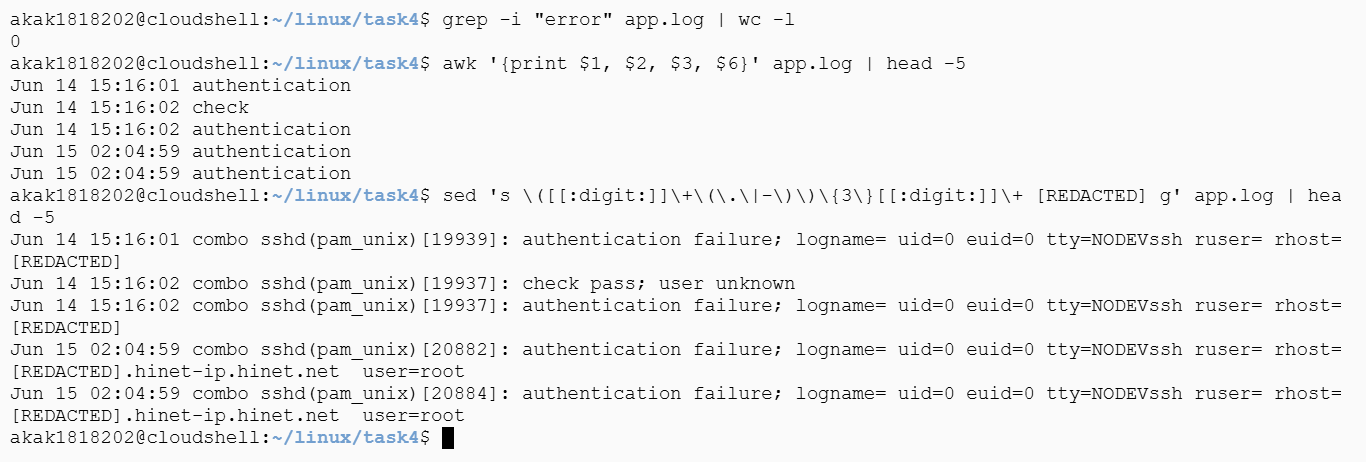 akak1818202@cloudshell:~/linux/task4$ grep -i "error" app.log | wc -l
0
akak1818202@cloudshell:~/linux/task4$ awk '{print $1, $2, $3, $6}' app.log | head -5
Jun 14 15:16:01 authentication
Jun 14 15:16:02 check
Jun 14 15:16:02 authentication
Jun 15 02:04:59 authentication
Jun 15 02:04:59 authentication
akak1818202@cloudshell:~/linux/task4$ sed 's \([[:digit:]]\+\(\.\|-\)\)\{3\}[[:digit:]]\+ [REDACTED] g' app.log | hea
d -5
Jun 14 15:16:01 combo sshd(pam_unix)[19939]: authentication failure; logname= uid=0 euid=0 tty=NODEVssh ruser= rhost=
[REDACTED]
Jun 14 15:16:02 combo sshd(pam_unix)[19937]: check pass; user unknown
Jun 14 15:16:02 combo sshd(pam_unix)[19937]: authentication failure; logname= uid=0 euid=0 tty=NODEVssh ruser= rhost=
[REDACTED]
Jun 15 02:04:59 combo sshd(pam_unix)[20882]: authentication failure; logname= uid=0 euid=0 tty=NODEVssh ruser= rhost=
[REDACTED].hinet-ip.hinet.net  user=root
Jun 15 02:04:59 combo sshd(pam_unix)[20884]: authentication failure; logname= uid=0 euid=0 tty=NODEVssh ruser= rhost=
[REDACTED].hinet-ip.hinet.net  user=root
akak1818202@cloudshell:~/linux/task4$